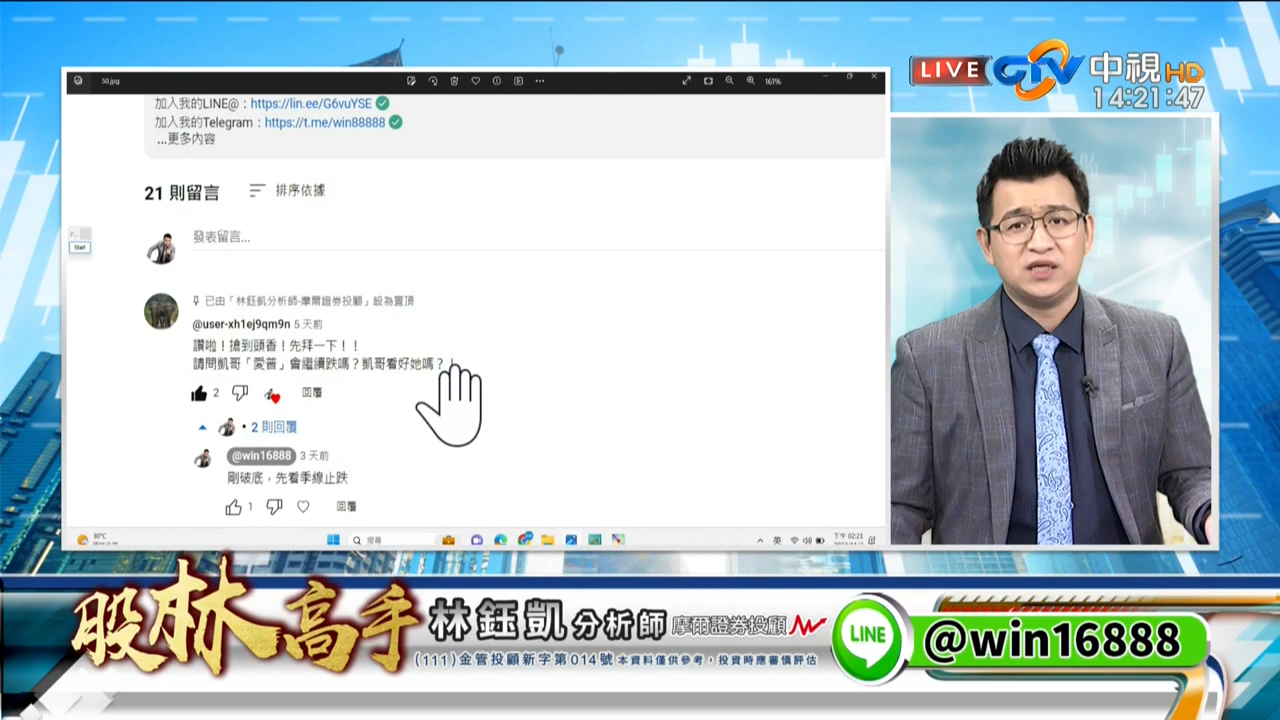 50.jpg
161%
加入我的LINE@：https://lin.ee/G6vuYSE
加入我的Telegram：https://t.me/win88888
...更多內容
21 則留言
排序依據
發表留言...
Start
已由「林鈺凱分析師-摩爾證券投顧」設為置頂
@user-xh1ej9qm9n 5 天前
讚啦！搶到頭香！先拜一下！！
請問凱哥「愛普」會繼續跌嗎？凱哥看好她嗎？！
2
回覆
• 2 則回覆
@win16888 3 天前
剛破底，先看季線止跌
1
回覆
30°C
搜尋
英
下午 02:21
LIVE
CTV 中視 HD
14:21:47
股林高手
林鈺凱 分析師 摩爾證券投顧
(111)金管投顧新字第014號 本資料僅供參考，投資時應審慎評估
LINE
@win16888